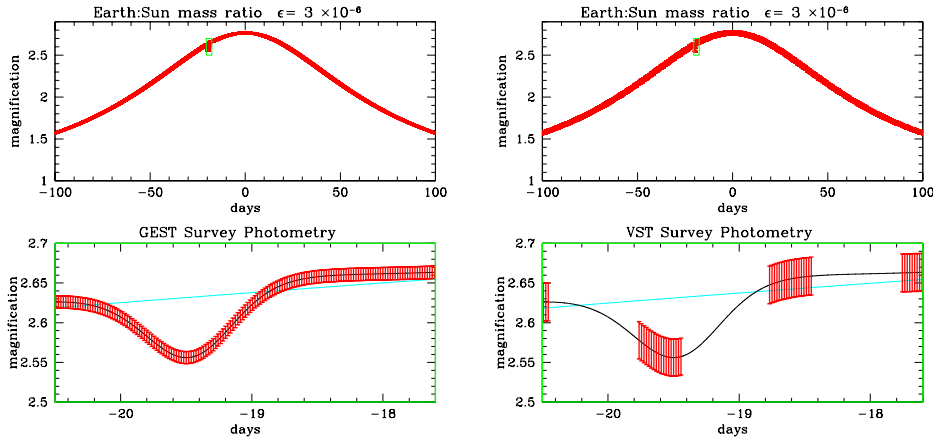 Earth:Sun mass ratio ϵ= 3 ×10⁻⁶
magnification
2.5
2
1.5
1
−100
−50
0
50
100
days
Earth:Sun mass ratio ϵ= 3 ×10⁻⁶
magnification
2.5
2
1.5
1
−100
−50
0
50
100
days
GEST Survey Photometry
magnification
2.7
2.65
2.6
2.55
2.5
−20
−19
−18
days
VST Survey Photometry
magnification
2.7
2.65
2.6
2.55
2.5
−20
−19
−18
days